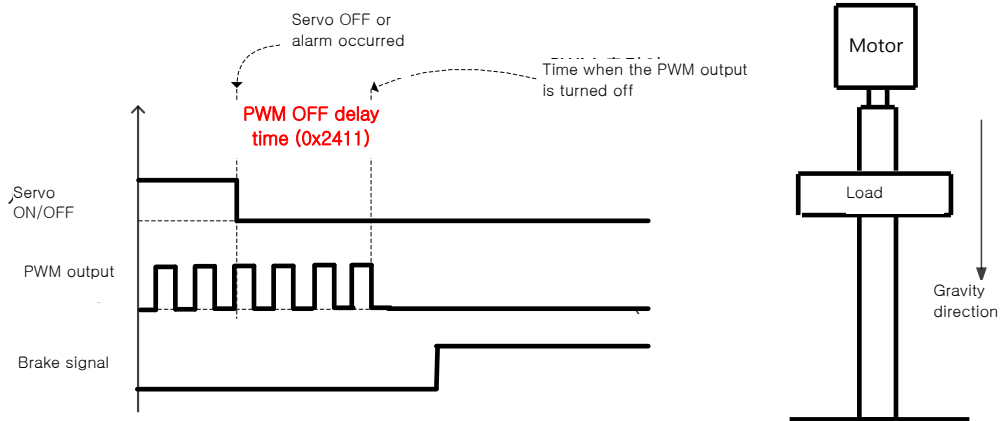 Servo OFF or
alarm occurred
Time when the PWM output
is turned off
PWM OFF delay
time (0x2411)
Servo
ON/OFF
PWM output
Brake signal
Motor
Load
Gravity
direction